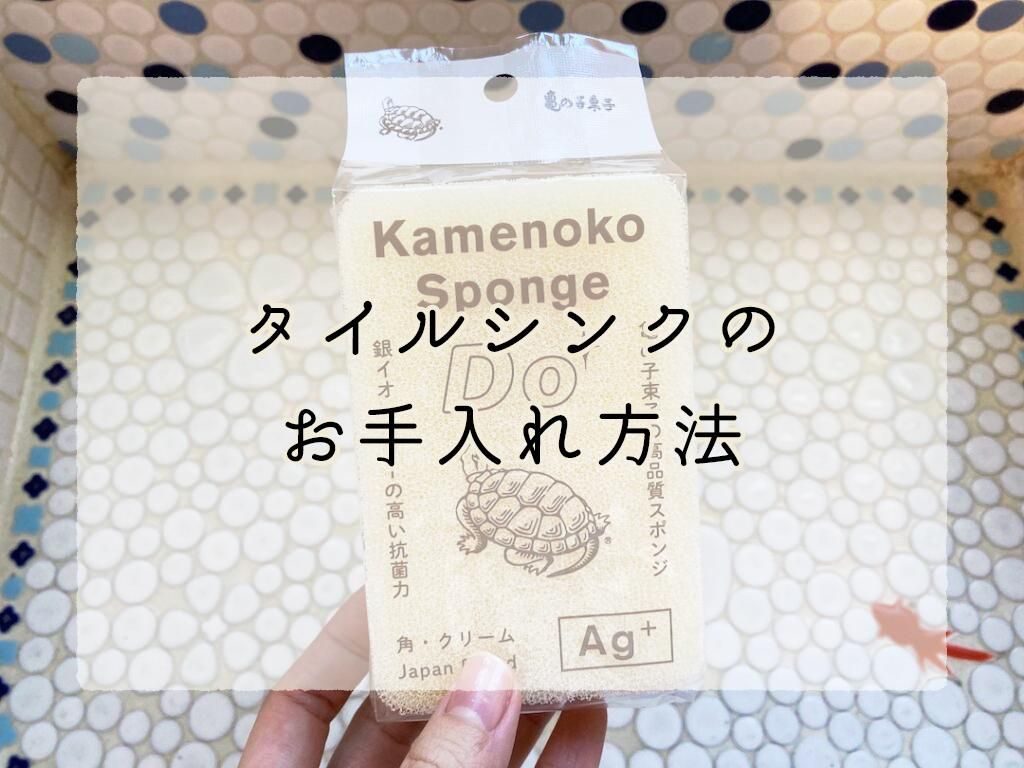 亀の子束子
Kamenoko
Sponge
タイルシンクの
Do
お手入れ方法
銀イオ
の高い抗菌力
高品質スポンジ
角・クリーム
Japan
Ag+